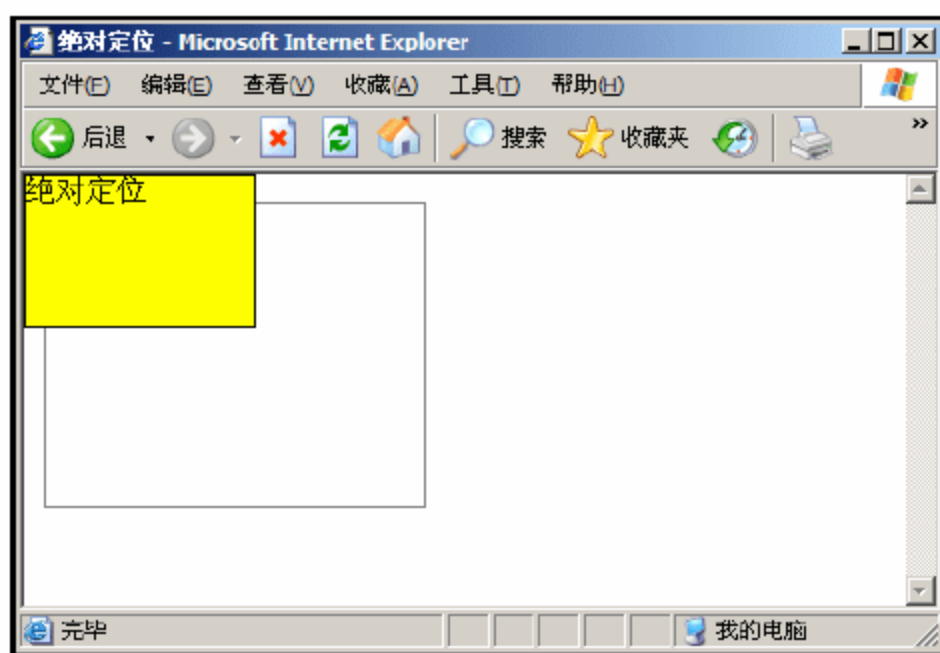 绝对定位 - Microsoft Internet Explorer
文件(F) 编辑(E) 查看(V) 收藏(A) 工具(T) 帮助(H)
后退 搜索 收藏夹 »
绝对定位
完毕 我的电脑